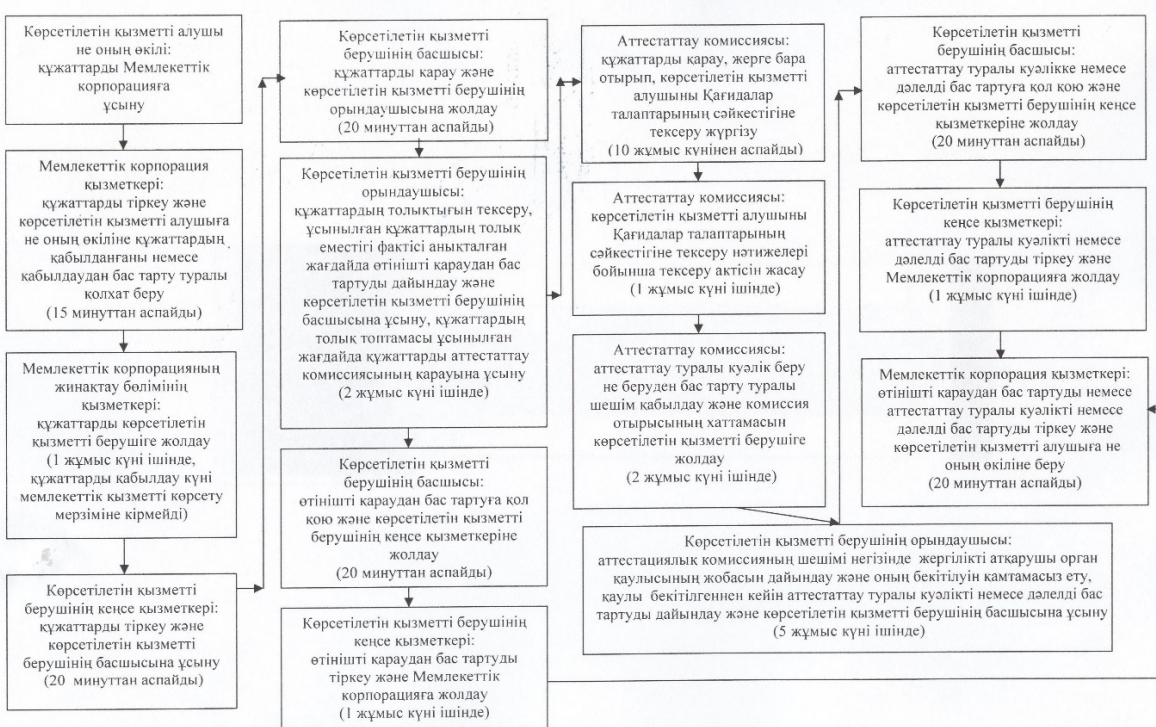 Көрсетілетін қызметті алушы
не оның өкілі:
құжаттарды Мемлекеттік
корпорацияға
ұсыну
Мемлекеттік корпорация
қызметкері:
құжаттарды тіркеу және
көрсетілетін қызметті алушыға
не оның өкіліне құжаттардың
қабылданғаны немесе
қабылдаудан бас тарту туралы
қолхат беру
(15 минуттан аспайды)
Мемлекеттік корпорацияның
жинақтау бөлімінің
қызметкері:
құжаттарды көрсетілетін
қызметті берушіге жолдау
(1 жұмыс күні ішінде,
құжаттарды қабылдау күні
мемлекеттік қызметті көрсету
мерзіміне кірмейді)
Көрсетілетін қызметті
берушінің кеңсе қызметкері:
құжаттарды тіркеу және
көрсетілетін қызметті
берушінің басшысына ұсыну
(20 минуттан аспайды)
Көрсетілетін қызметті
берушінің басшысы:
құжаттарды қарау және
көрсетілетін қызметті берушінің
орындаушысына жолдау
(20 минуттан аспайды)
Көрсетілетін қызметті берушінің
орындаушысы:
құжаттардың толықтығын тексеру,
ұсынылған құжаттардың толық
еместігі фактісі анықталған
жағдайда өтінішті қараудан бас
тартуды дайындау және
көрсетілетін қызметті берушінің
басшысына ұсыну, құжаттардың
толық топтамасы ұсынылған
жағдайда құжаттарды аттестаттау
комиссиясының қарауына ұсыну
(2 жұмыс күні ішінде)
Көрсетілетін қызметті
берушінің басшысы:
өтінішті қараудан бас тартуға қол
қою және көрсетілетін қызметті
берушінің кеңсе қызметкеріне
жолдау
(20 минуттан аспайды)
Көрсетілетін қызметті берушінің
кеңсе қызметкері:
өтінішті қараудан бас тартуды
тіркеу және Мемлекеттік
корпорацияға жолдау
(1 жұмыс күні ішінде)
Аттестаттау комиссиясы:
құжаттарды қарау, жерге бара
отырып, көрсетілетін қызметті
алушыны Қағидалар
талаптарының сәйкестігіне
тексеру жүргізу
(10 жұмыс күнінен аспайды)
Аттестаттау комиссиясы:
көрсетілетін қызметті алушыны
Қағидалар талаптарының
сәйкестігіне тексеру нәтижелері
бойынша тексеру актісін жасау
(1 жұмыс күні ішінде)
Аттестаттау комиссиясы:
аттестаттау туралы куәлік беру
не беруден бас тарту туралы
шешім қабылдау және комиссия
отырысының хаттамасын
көрсетілетін қызметті берушіге
жолдау
(2 жұмыс күні ішінде)
Көрсетілетін қызметті берушінің орындаушысы:
аттестациялық комиссияның шешімі негізінде жергілікті атқарушы орган
қаулысының жобасын дайындау және оның бекітілуін қамтамасыз ету,
қаулы бекітілгеннен кейін аттестаттау туралы куәлікті немесе дәлелді бас
тартуды дайындау және көрсетілетін қызметті берушінің басшысына ұсыну
(5 жұмыс күні ішінде)
Көрсетілетін қызметті
берушінің басшысы:
аттестаттау туралы куәлікке немесе
дәлелді бас тартуға қол қою және
көрсетілетін қызметті берушінің кеңсе
қызметкеріне жолдау
(20 минуттан аспайды)
Көрсетілетін қызметті берушінің
кеңсе қызметкері:
аттестаттау туралы куәлікті немесе
дәлелді бас тартуды тіркеу және
Мемлекеттік корпорацияға жолдау
(1 жұмыс күні ішінде)
Мемлекеттік корпорация қызметкері:
өтінішті қараудан бас тартуды немесе
аттестаттау туралы куәлікті немесе
дәлелді бас тартуды тіркеу және
көрсетілетін қызметті алушыға не
оның өкіліне беру
(20 минуттан аспайды)